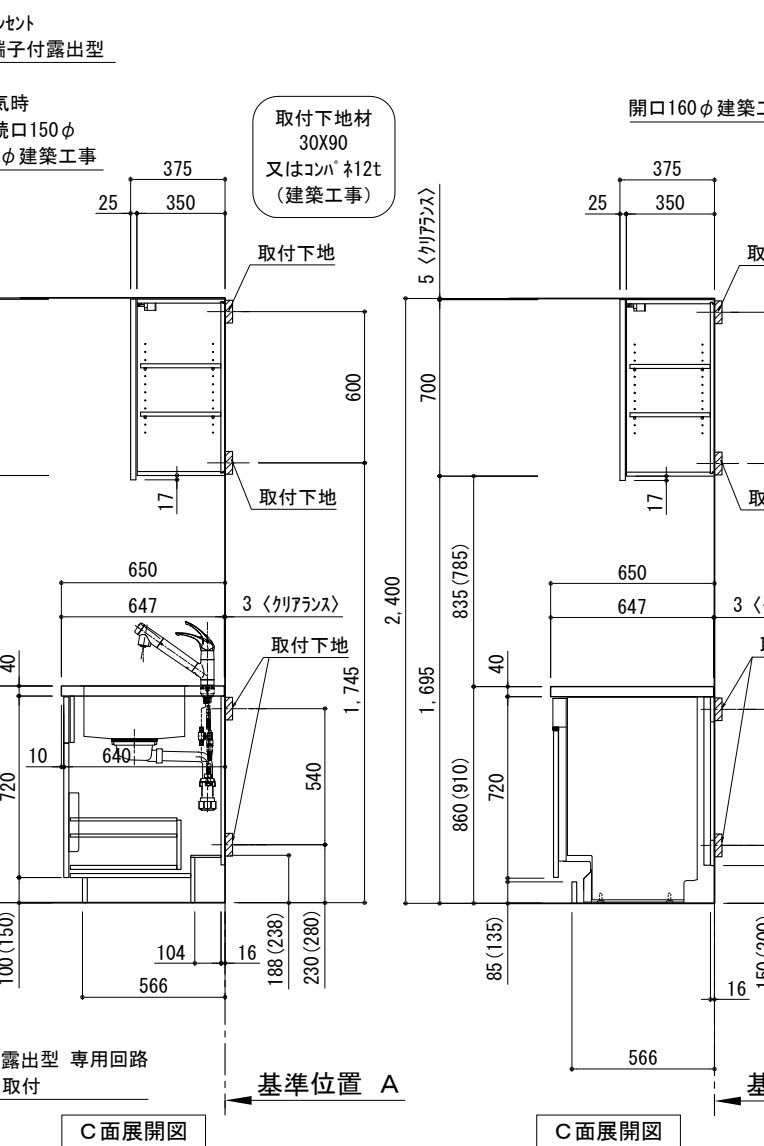 端子付露出型
気時
続口150φ
φ建築工事
取付下地材
30X90
又はコンパネ12t
(建築工事)
開口160φ建築工
375
25
350
5 〈クリアランス〉
375
25
350
取付下地
600
700
取付下地
17
17
650
647
3 〈クリアランス〉
取付下地
2,400
835(785)
650
647
3
40
1,745
1,695
40
10
640
720
540
860(910)
720
100(150)
104
16
188(238)
230(280)
566
85(135)
16
150(200)
566
露出型 専用回路
取付
基準位置 A
C面展開図
C面展開図